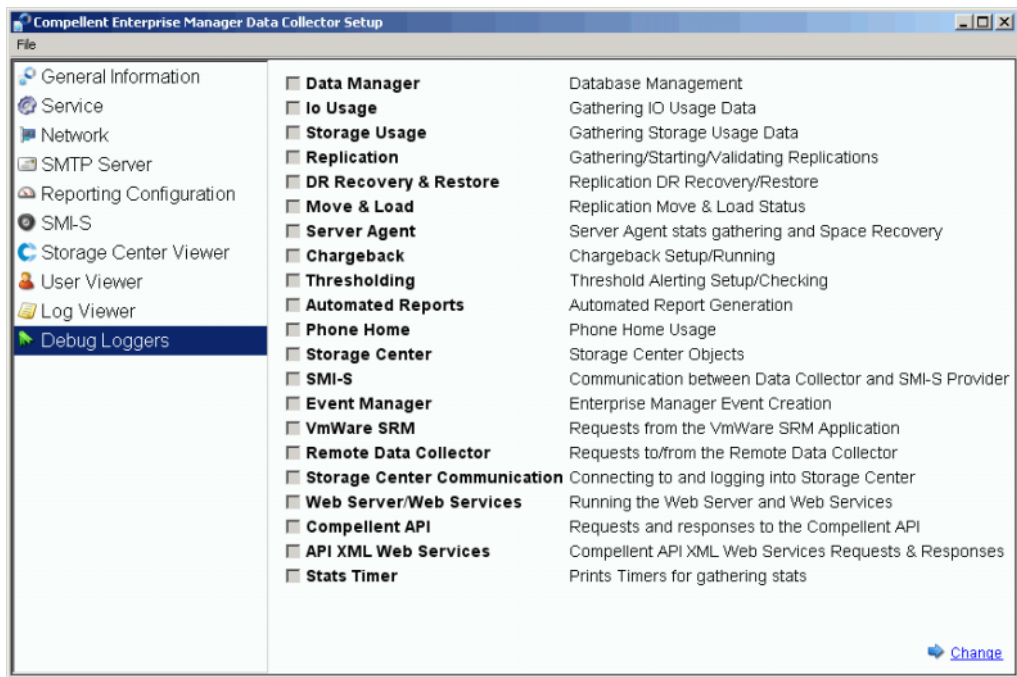 Compellent Enterprise Manager Data Collector Setup
File
General Information
Service
Network
SMTP Server
Reporting Configuration
SMI-S
Storage Center Viewer
User Viewer
Log Viewer
Debug Loggers
Data Manager Database Management
Io Usage Gathering IO Usage Data
Storage Usage Gathering Storage Usage Data
Replication Gathering/Starting/Validating Replications
DR Recovery & Restore Replication DR Recovery/Restore
Move & Load Replication Move & Load Status
Server Agent Server Agent stats gathering and Space Recovery
Chargeback Chargeback Setup/Running
Thresholding Threshold Alerting Setup/Checking
Automated Reports Automated Report Generation
Phone Home Phone Home Usage
Storage Center Storage Center Objects
SMI-S Communication between Data Collector and SMI-S Provider
Event Manager Enterprise Manager Event Creation
VmWare SRM Requests from the VmWare SRM Application
Remote Data Collector Requests to/from the Remote Data Collector
Storage Center Communication Connecting to and logging into Storage Center
Web Server/Web Services Running the Web Server and Web Services
Compellent API Requests and responses to the Compellent API
API XML Web Services Compellent API XML Web Services Requests & Responses
Stats Timer Prints Timers for gathering stats
Change